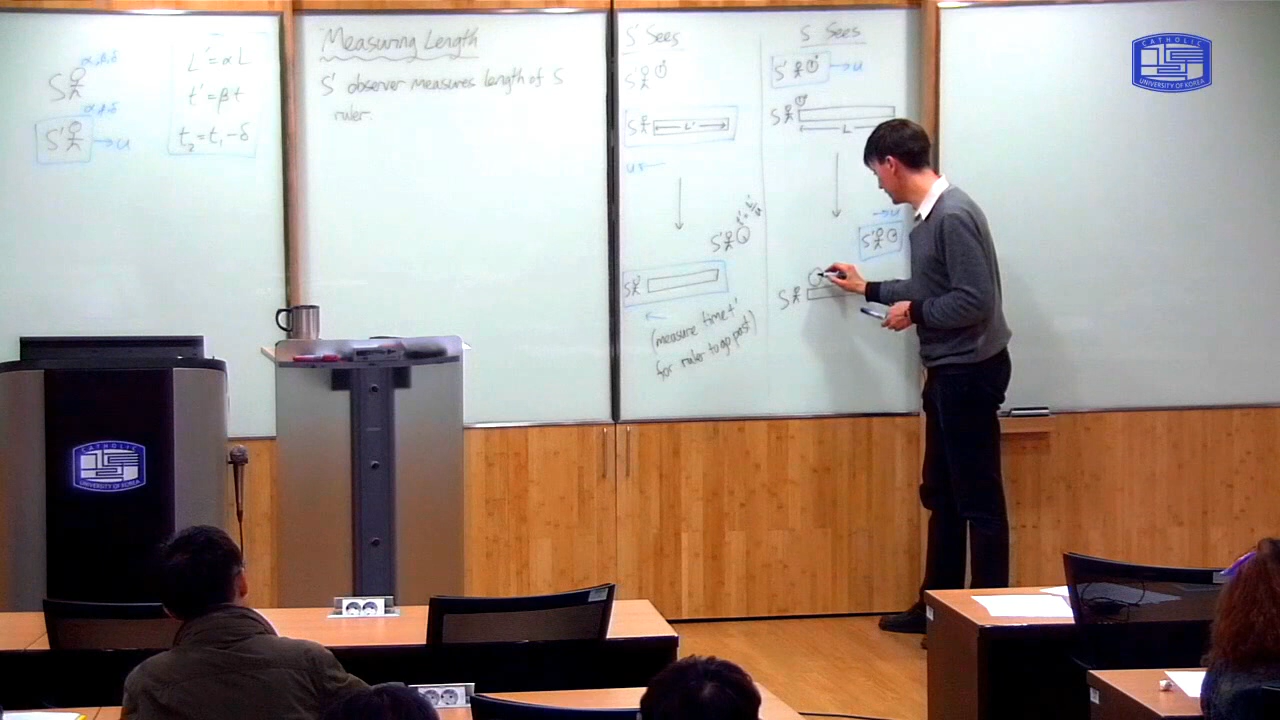 α,β,δ
S
α,β,δ
S' → u
L' = α L
t' = β t
t₂ = t₁ - δ
Measuring Length
S' observer measures length of S
ruler.
S' Sees
S'
S L'
u ←
S'
S
(measure time t'
for ruler to go past)
S Sees
S' → u
S
L
→ u
S'
S
CATHOLIC
UNIVERSITY OF KOREA
CATHOLIC
UNIVERSITY OF KOREA